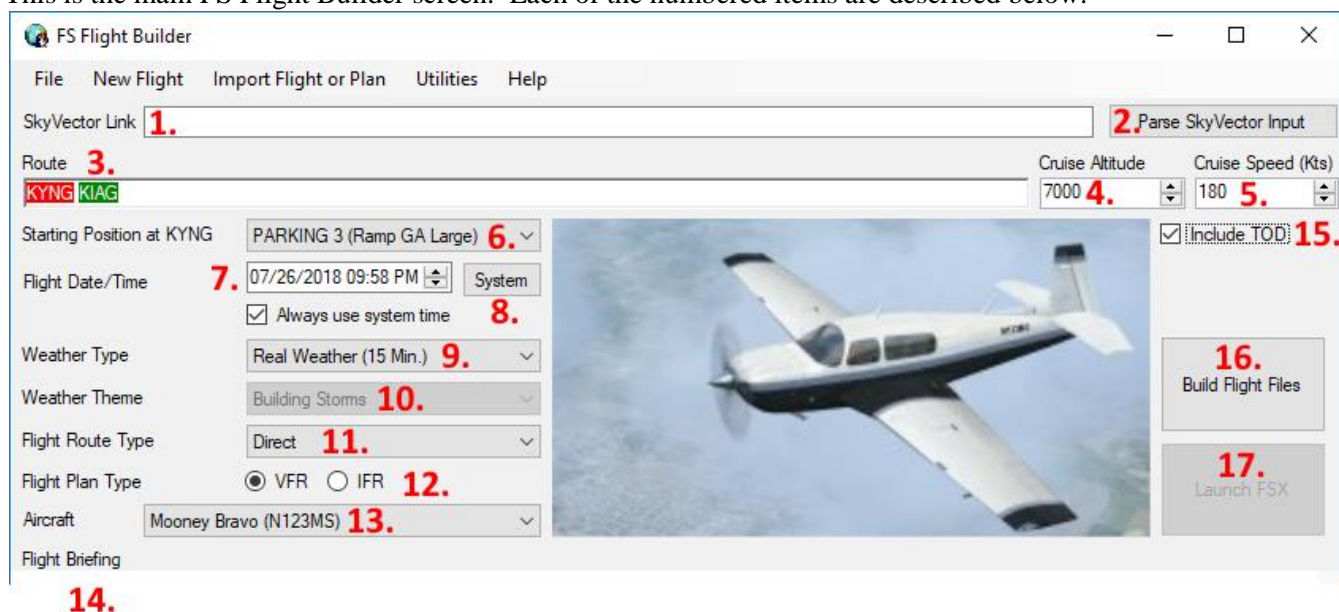 This is the main FS Flight Builder screen. Each of the numbered items are described below.
FS Flight Builder
File New Flight Import Flight or Plan Utilities Help
SkyVector Link 1. 2. Parse SkyVector Input
Route 3. Cruise Altitude Cruise Speed (Kts)
KYNG KIAG 7000 4. 180 5.
Starting Position at KYNG PARKING 3 (Ramp GA Large) 6. Include TOD 15.
Flight Date/Time 7. 07/26/2018 09:58 PM System
Always use system time 8.
Weather Type Real Weather (15 Min.) 9. 16.
Weather Theme Building Storms 10. Build Flight Files
Flight Route Type Direct 11.
Flight Plan Type VFR IFR 12. 17.
Launch FSX
Aircraft Mooney Bravo (N123MS) 13.
Flight Briefing
14.